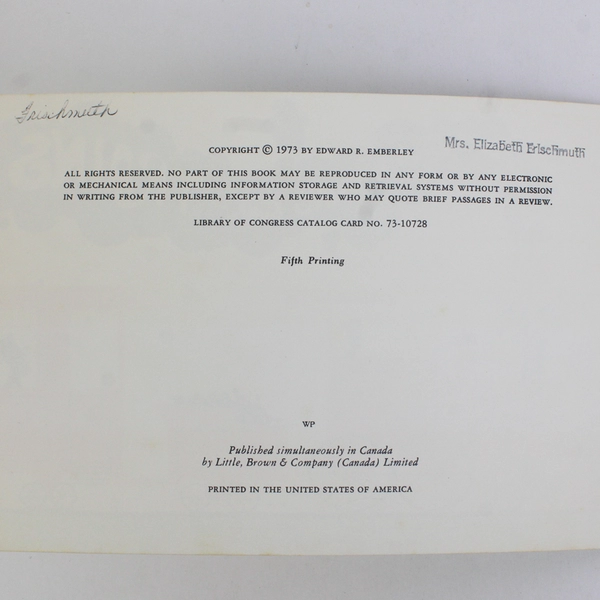 Frischmuth
Mrs. Elizabeth Frischmuth
COPYRIGHT © 1973 BY EDWARD R. EMBERLEY
ALL RIGHTS RESERVED. NO PART OF THIS BOOK MAY BE REPRODUCED IN ANY FORM OR BY ANY ELECTRONIC
OR MECHANICAL MEANS INCLUDING INFORMATION STORAGE AND RETRIEVAL SYSTEMS WITHOUT PERMISSION
IN WRITING FROM THE PUBLISHER, EXCEPT BY A REVIEWER WHO MAY QUOTE BRIEF PASSAGES IN A REVIEW.
LIBRARY OF CONGRESS CATALOG CARD NO. 73-10728
Fifth Printing
WP
Published simultaneously in Canada
by Little, Brown & Company (Canada) Limited
PRINTED IN THE UNITED STATES OF AMERICA